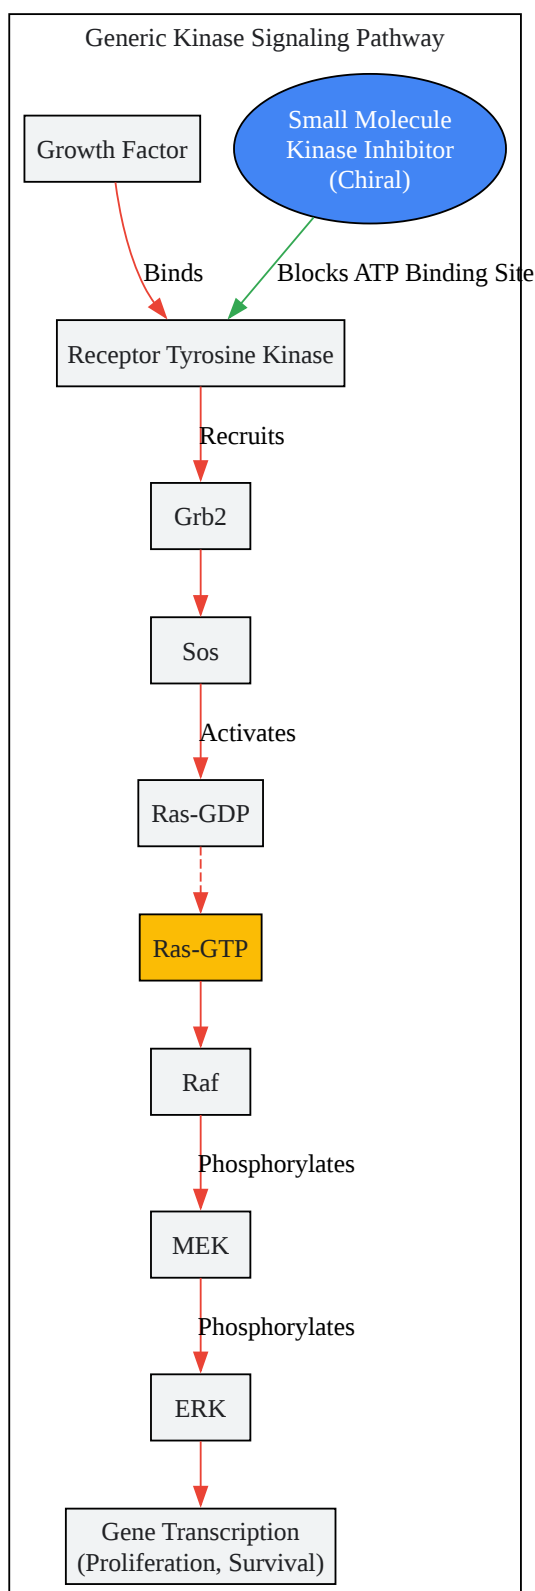 Generic Kinase Signaling Pathway
Growth Factor
Small Molecule
Kinase Inhibitor
(Chiral)
Binds
Blocks ATP Binding Site
Receptor Tyrosine Kinase
Recruits
Grb2
Sos
Activates
Ras-GDP
Ras-GTP
Raf
Phosphorylates
MEK
Phosphorylates
ERK
Gene Transcription
(Proliferation, Survival)